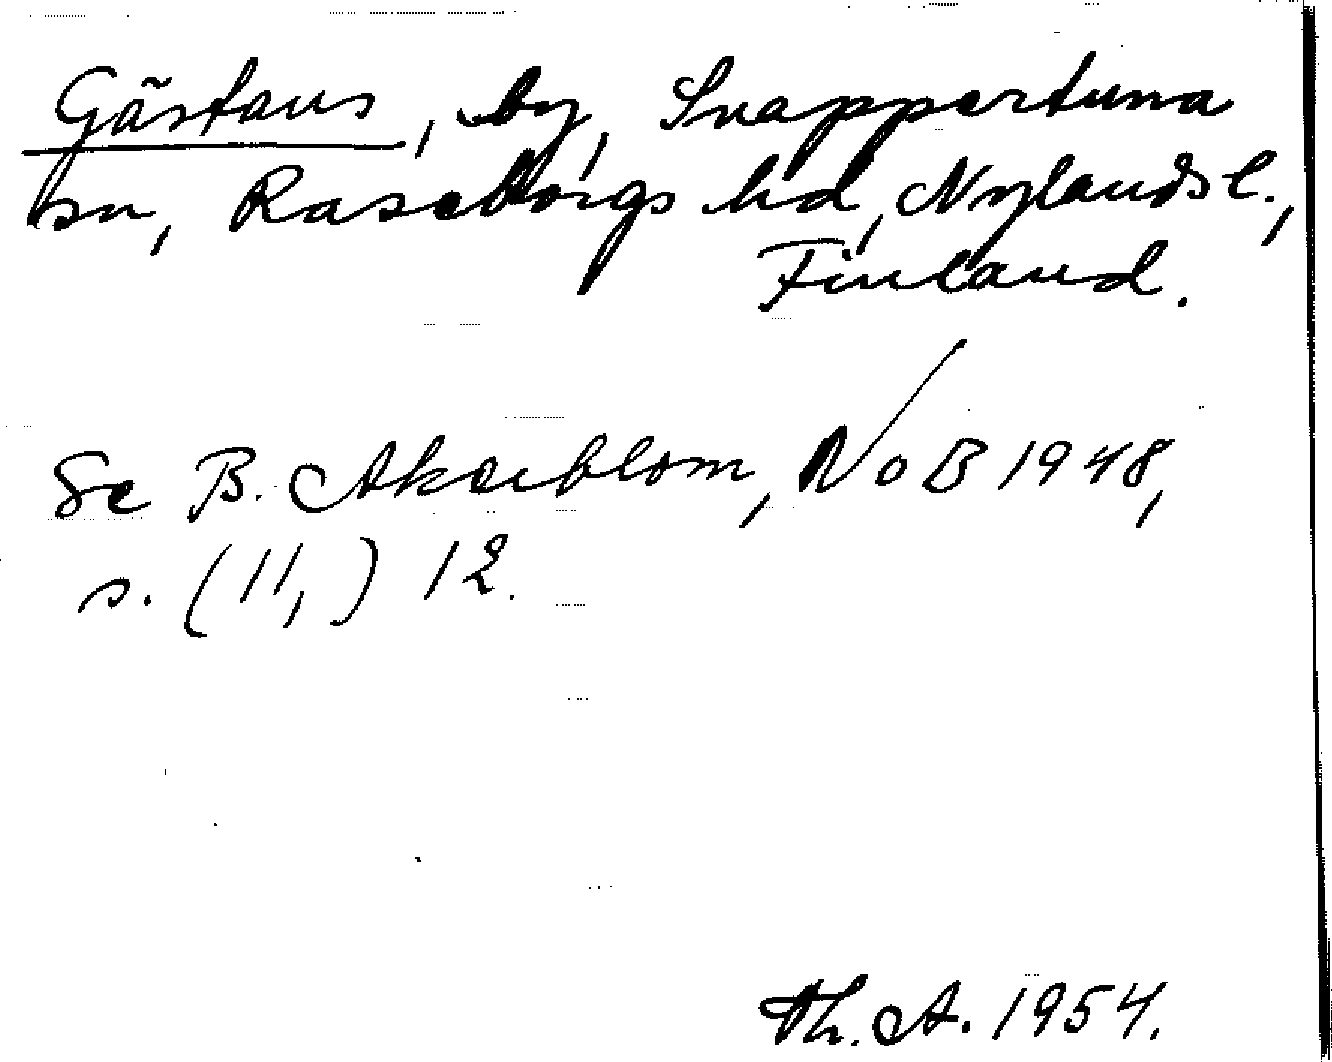 Gästans, by, Snappertuna
sn, Raseborgs hd, Nylands l.,
Finland.
Se B. Åkerblom, NoB 1948,
s. (11,) 12.
Th. A. 1954.